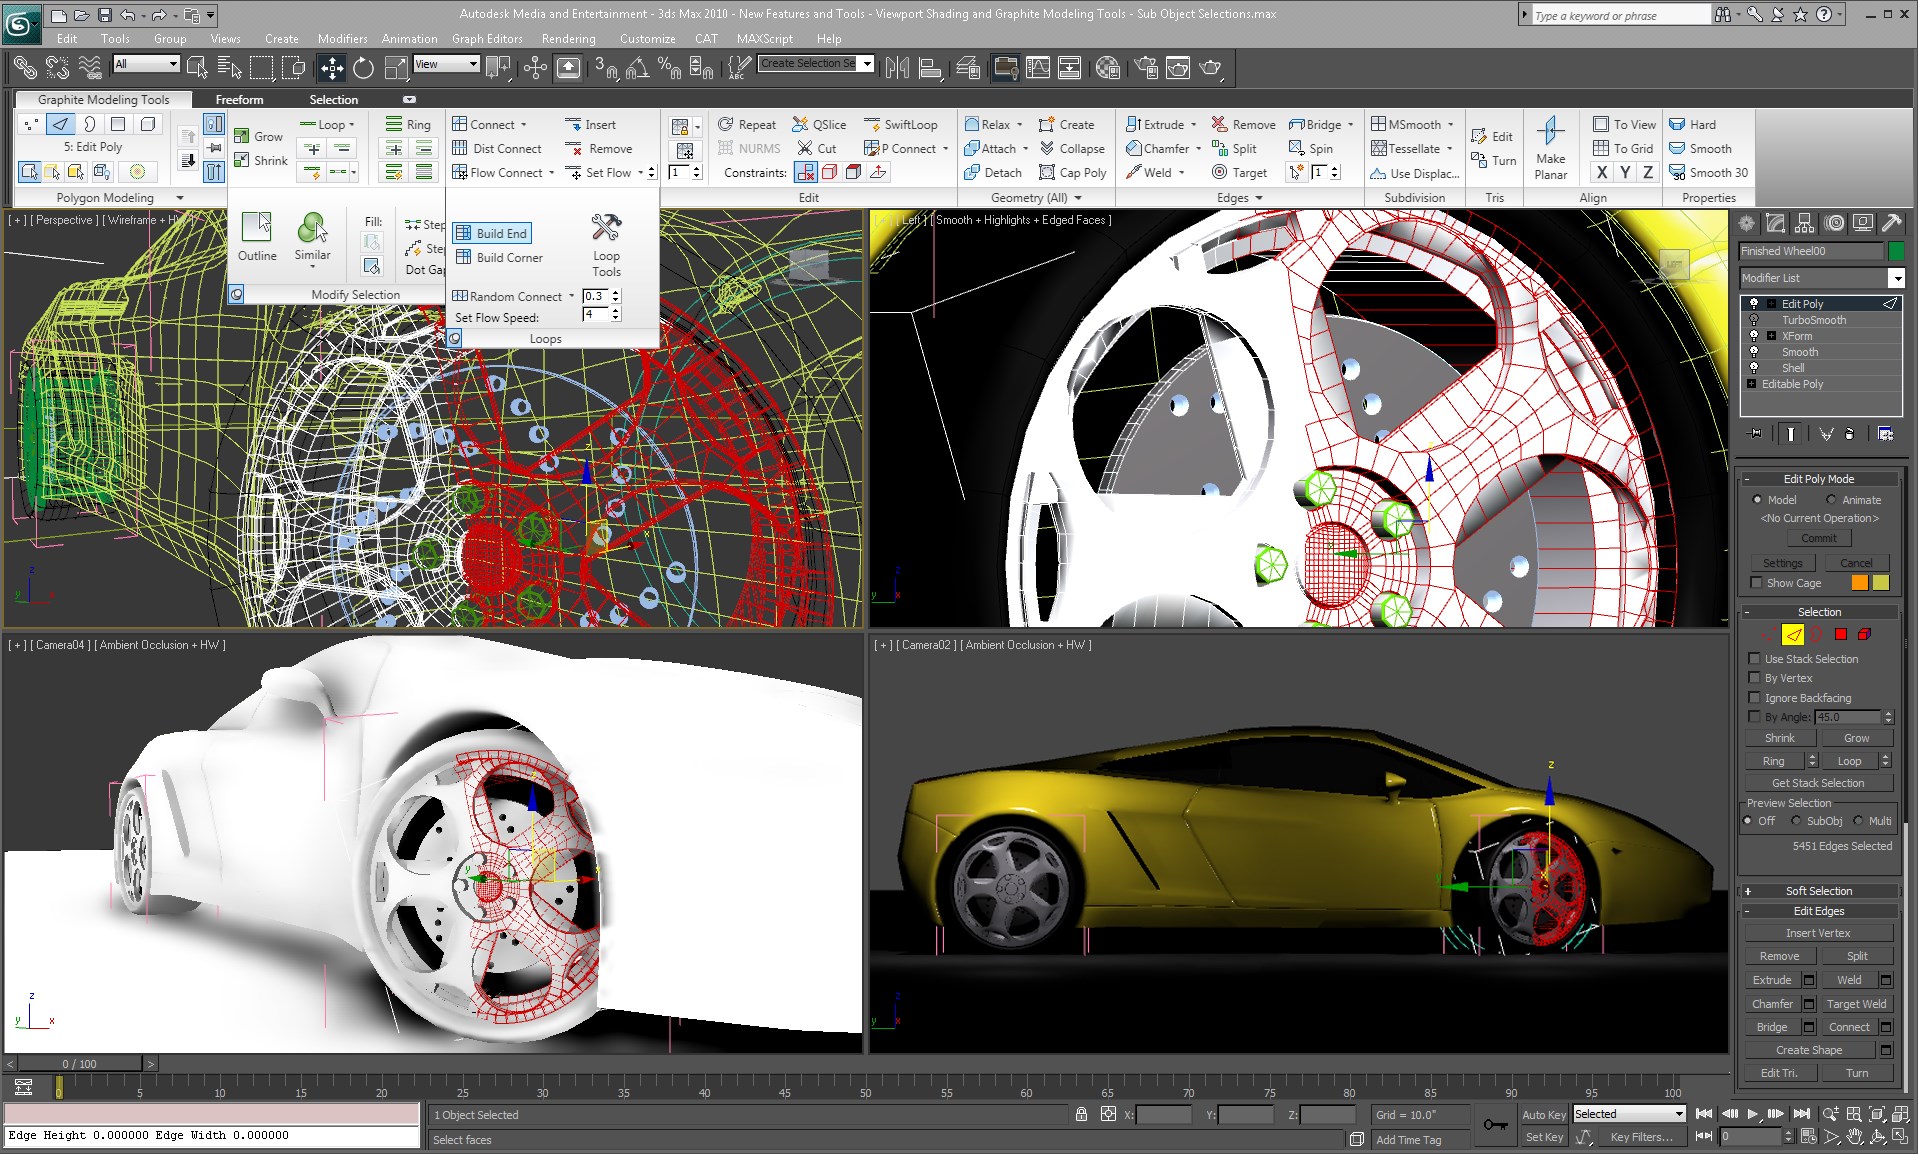 Autodesk Media and Entertainment - 3ds Max 2010 - New Features and Tools - Viewport Shading and Graphite Modeling Tools - Sub Object Selections.max
Type a keyword or phrase
Edit Tools Group Views Create Modifiers Animation Graph Editors Rendering Customize CAT MAXScript Help
All View 3 ABC Create Selection Se
Graphite Modeling Tools Freeform Selection
5: Edit Poly
Polygon Modeling
Grow
Shrink
Loop
Ring
Outline
Similar
Fill:
Step
Step
Dot Gap
Modify Selection
Connect Insert
Dist Connect Remove
Flow Connect Set Flow
Build End
Build Corner
Loop
Tools
Random Connect 0.3
Set Flow Speed: 4
Loops
1
Repeat QSlice SwiftLoop
NURMS Cut P Connect
Constraints:
Edit
Relax Create
Attach Collapse
Detach Cap Poly
Geometry (All)
Extrude Remove Bridge
Chamfer Split Spin
Weld Target 1
Edges
MSmooth
Tessellate
Use Displac...
Subdivision
Edit
Turn
Tris
Make
Planar
To View
To Grid
X Y Z
Align
Hard
Smooth
Smooth 30
Properties
[ + ] [ Perspective ] [ Wireframe + HW
Left ] [ Smooth + Highlights + Edged Faces ]
[ + ] [ Camera04 ] [ Ambient Occlusion + HW ]
[ + ] [ Camera02 ] [ Ambient Occlusion + HW ]
Finished Wheel00
Modifier List
Edit Poly
TurboSmooth
XForm
Smooth
Shell
Editable Poly
- Edit Poly Mode
Model Animate
<No Current Operation>
Commit
Settings Cancel
Show Cage
- Selection
Use Stack Selection
By Vertex
Ignore Backfacing
By Angle: 45.0
Shrink Grow
Ring Loop
Get Stack Selection
Preview Selection
Off SubObj Multi
5451 Edges Selected
+ Soft Selection
- Edit Edges
Insert Vertex
Remove Split
Extrude Weld
Chamfer Target Weld
Bridge Connect
Create Shape
Edit Tri. Turn
< 0 / 100 >
0 5 10 15 20 25 30 35 40 45 50 55 60 65 70 75 80 85 90 95 100
1 Object Selected X: Y: Z: Grid = 10.0" Auto Key Selected
Edge Height 0.000000 Edge Width 0.000000
Select faces Add Time Tag Set Key Key Filters... 0